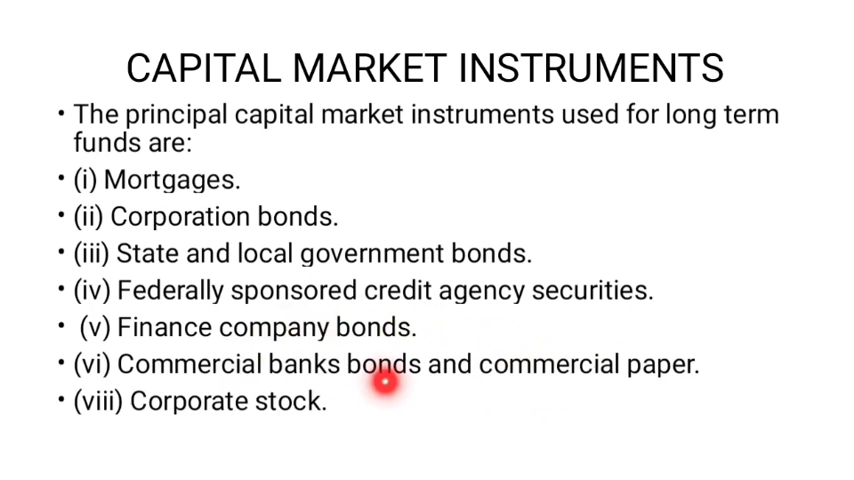 CAPITAL MARKET INSTRUMENTS
• The principal capital market instruments used for long term
funds are:
• (i) Mortgages.
• (ii) Corporation bonds.
• (iii) State and local government bonds.
• (iv) Federally sponsored credit agency securities.
• (v) Finance company bonds.
• (vi) Commercial banks bonds and commercial paper.
• (viii) Corporate stock.